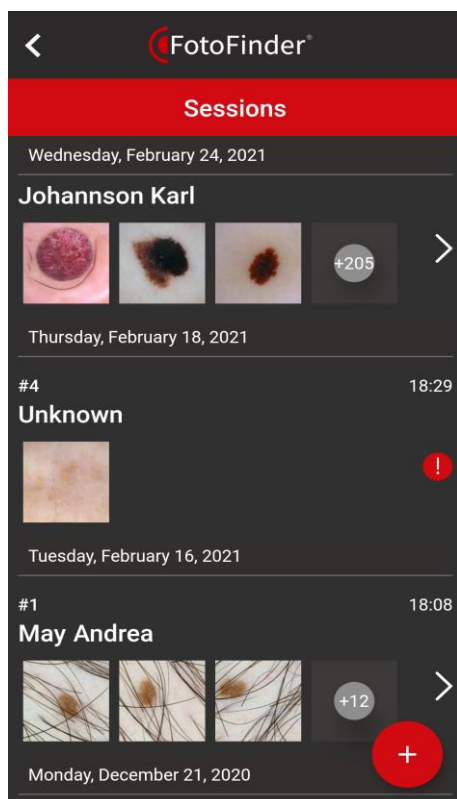 FotoFinder®
Sessions
Wednesday, February 24, 2021
Johannson Karl
+205
Thursday, February 18, 2021
#4 18:29
Unknown
!
Tuesday, February 16, 2021
#1 18:08
May Andrea
+12
+
Monday, December 21, 2020